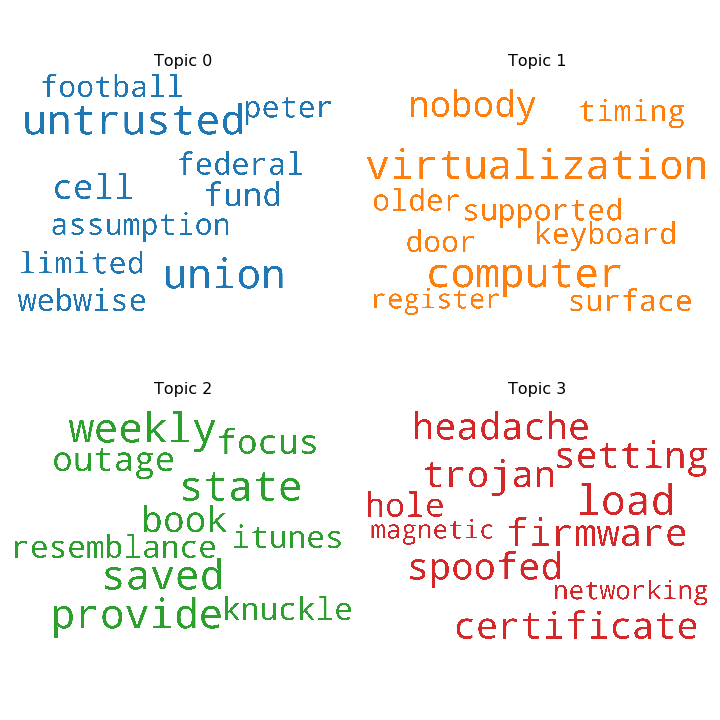 Topic 0
football
peter
untrusted
federal
cell
fund
assumption
limited
union
webwise
Topic 1
nobody
timing
virtualization
older
supported
door
keyboard
computer
register
surface
Topic 2
weekly
focus
outage
state
book
itunes
resemblance
saved
provide
knuckle
Topic 3
headache
setting
trojan
load
hole
magnetic
firmware
spoofed
networking
certificate